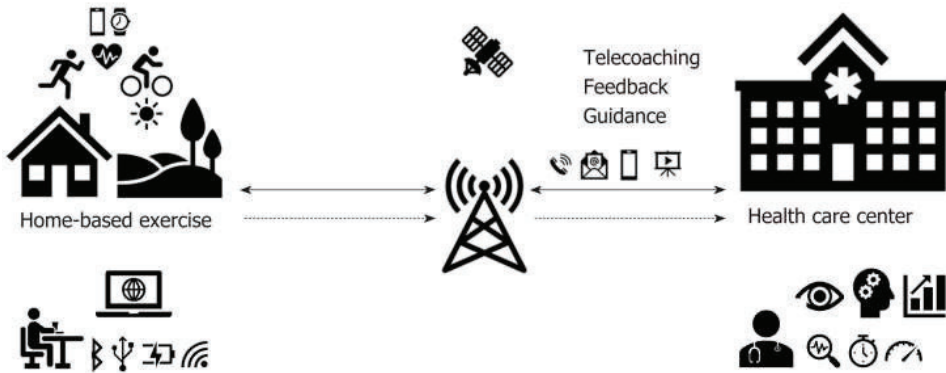 Telecoaching
Feedback
Guidance
Home-based exercise
Health care center